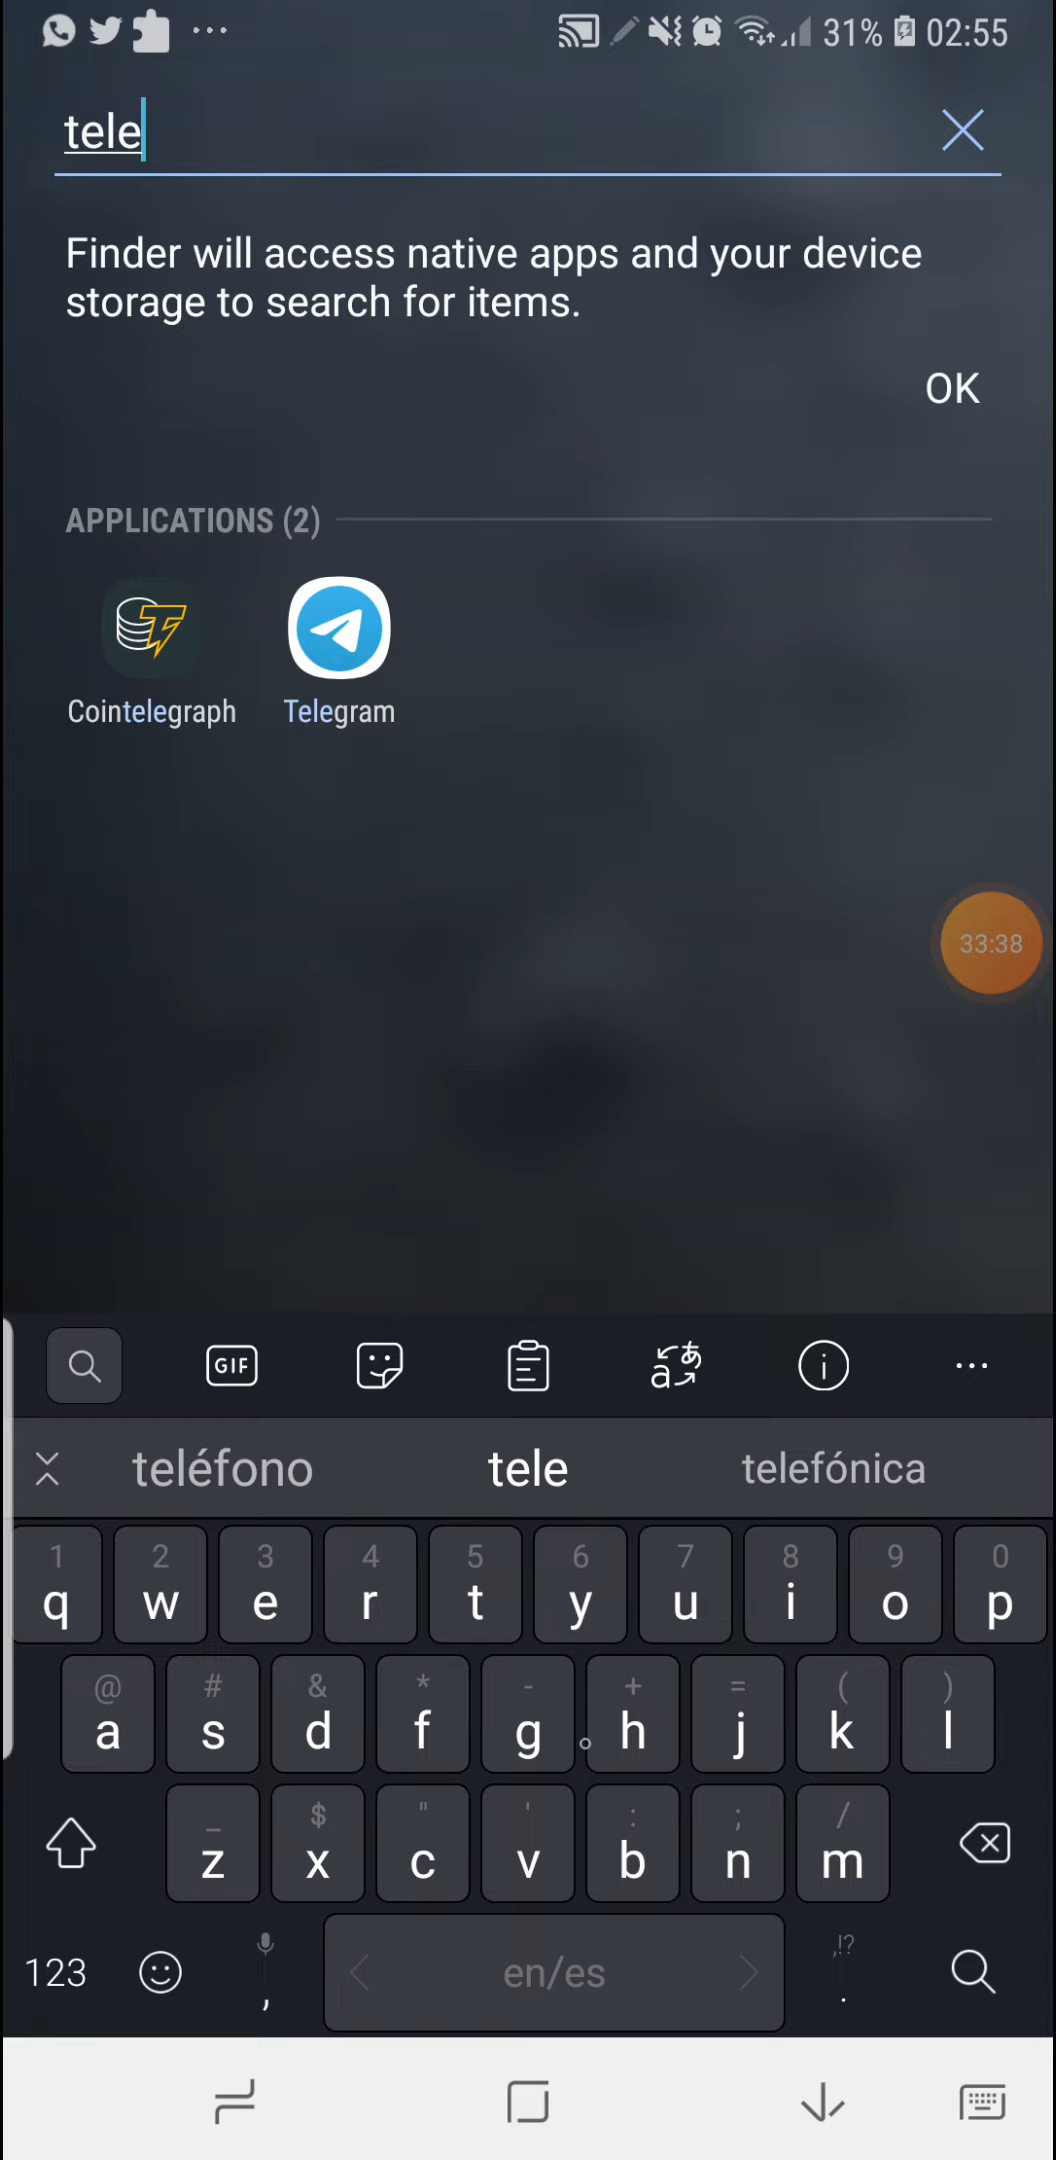 31% 02:55
tele
Finder will access native apps and your device
storage to search for items.
OK
APPLICATIONS (2)
Cointelegraph Telegram
33:38
GIF
teléfono tele telefónica
1 2 3 4 5 6 7 8 9 0
q w e r t y u i o p
@ # & * - + = ( )
a s d f g h j k l
_ $ " ' : ; /
z x c v b n m
,!?
123 , en/es .